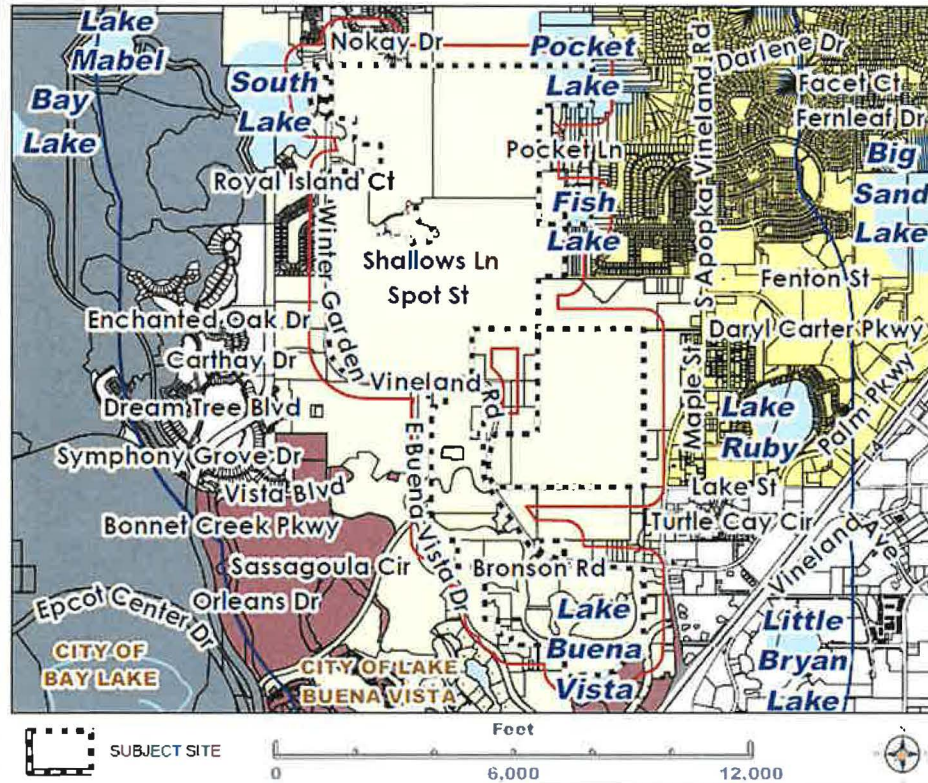 Lake
Mabel
Nokay Dr
Pocket
Lake
S Apopka Vineland Rd
Darlene Dr
Facet Ct
Fernleaf Dr
Bay
Lake
South
Lake
Pocket Ln
Big
Sand
Lake
Royal Island Ct
Winter-Garden
Vineland
Rd
Fish
Lake
Shallows Ln
Spot St
Fenton St
Enchanted Oak Dr
Daryl Carter Pkwy
Carthay Dr
Maple St
Palm Pkwy
I-4
Dream Tree Blvd
Lake
Ruby
Symphony Grove Dr
E Buena Vista Dr
Vista Blvd
Lake St
Bonnet Creek Pkwy
Turtle Cay Cir
Vineland Ave
Sassagoula Cir
Bronson Rd
Orleans Dr
Epcot Center Dr
Lake
Buena
Vista
Little
Bryan
Lake
CITY OF
BAY LAKE
CITY OF LAKE
BUENA VISTA
SUBJECT SITE
Feet
0 6,000 12,000